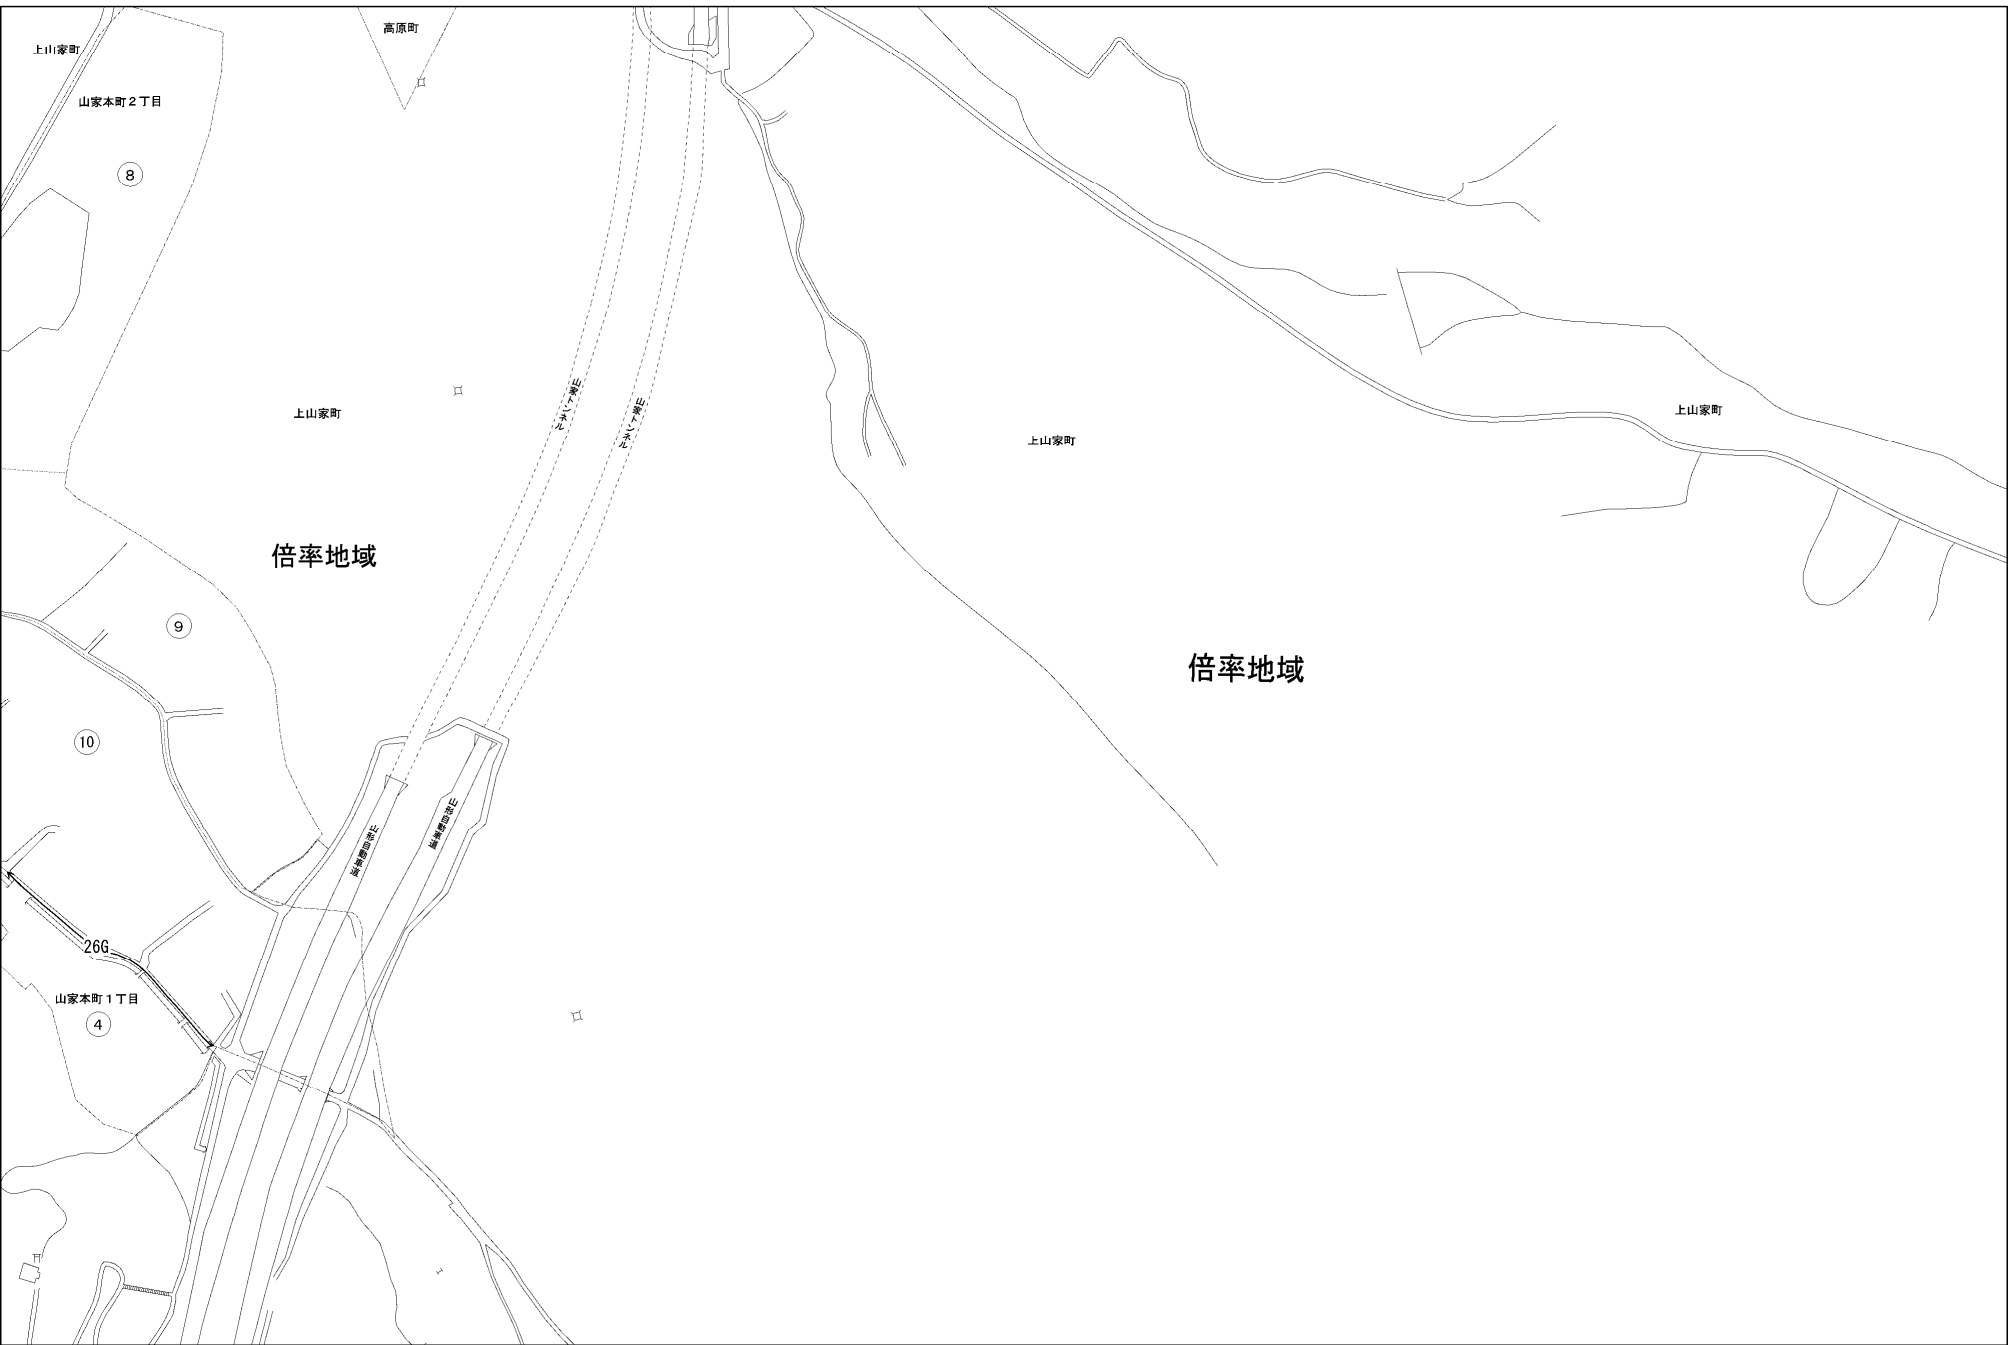 高原町
上山家町
山家本町2丁目
8
山家トンネル
山家トンネル
上山家町
上山家町
上山家町
倍率地域
9
倍率地域
10
山形自動車道
山形自動車道
26G
山家本町1丁目
4